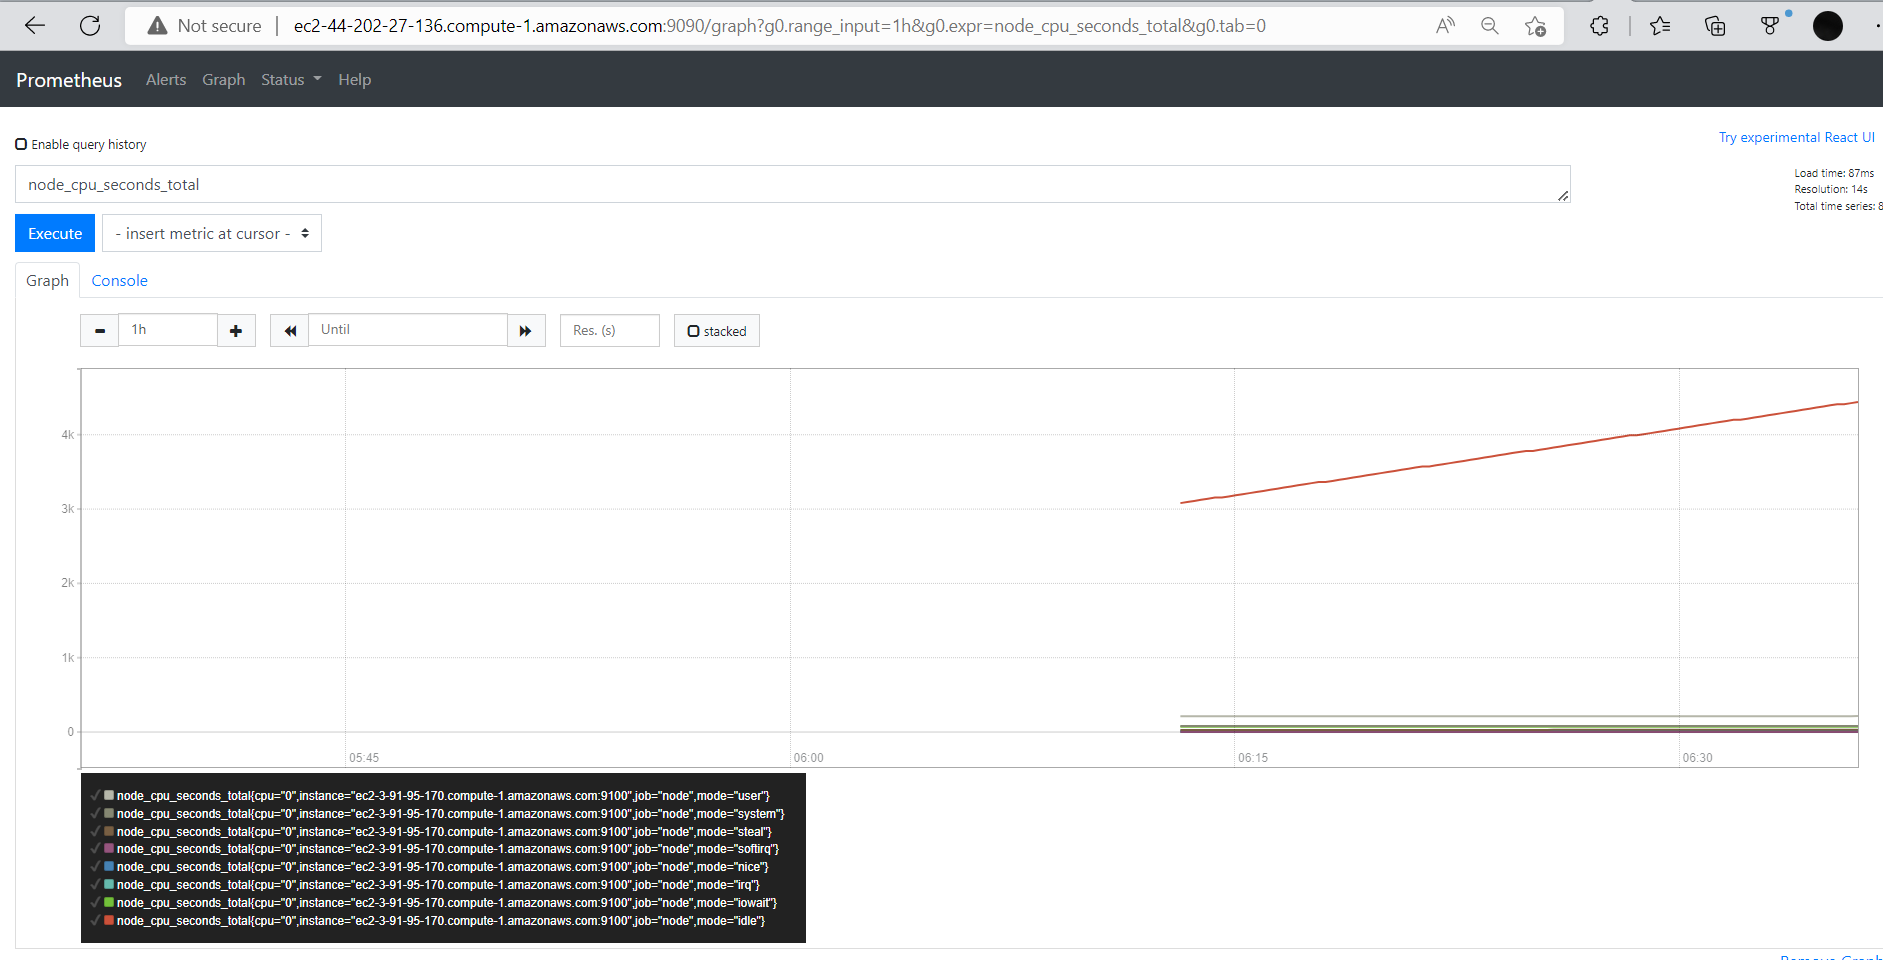 Not secure ec2-44-202-27-136.compute-1.amazonaws.com:9090/graph?g0.range_input=1h&g0.expr=node_cpu_seconds_total&g0.tab=0
Prometheus Alerts Graph Status Help
Enable query history
Try experimental React UI
node_cpu_seconds_total
Load time: 87ms
Resolution: 14s
Total time series: 8
Execute - insert metric at cursor -
Graph Console
1h Until Res. (s) stacked
4k
3k
2k
1k
0
05:45 06:00 06:15 06:30
node_cpu_seconds_total{cpu="0",instance="ec2-3-91-95-170.compute-1.amazonaws.com:9100",job="node",mode="user"}
node_cpu_seconds_total{cpu="0",instance="ec2-3-91-95-170.compute-1.amazonaws.com:9100",job="node",mode="system"}
node_cpu_seconds_total{cpu="0",instance="ec2-3-91-95-170.compute-1.amazonaws.com:9100",job="node",mode="steal"}
node_cpu_seconds_total{cpu="0",instance="ec2-3-91-95-170.compute-1.amazonaws.com:9100",job="node",mode="softirq"}
node_cpu_seconds_total{cpu="0",instance="ec2-3-91-95-170.compute-1.amazonaws.com:9100",job="node",mode="nice"}
node_cpu_seconds_total{cpu="0",instance="ec2-3-91-95-170.compute-1.amazonaws.com:9100",job="node",mode="irq"}
node_cpu_seconds_total{cpu="0",instance="ec2-3-91-95-170.compute-1.amazonaws.com:9100",job="node",mode="iowait"}
node_cpu_seconds_total{cpu="0",instance="ec2-3-91-95-170.compute-1.amazonaws.com:9100",job="node",mode="idle"}